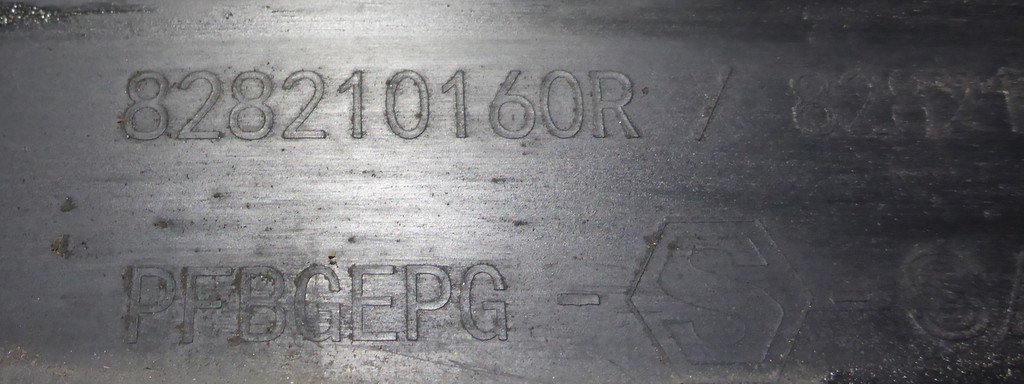 828210160R /
PFBGEPG - S -